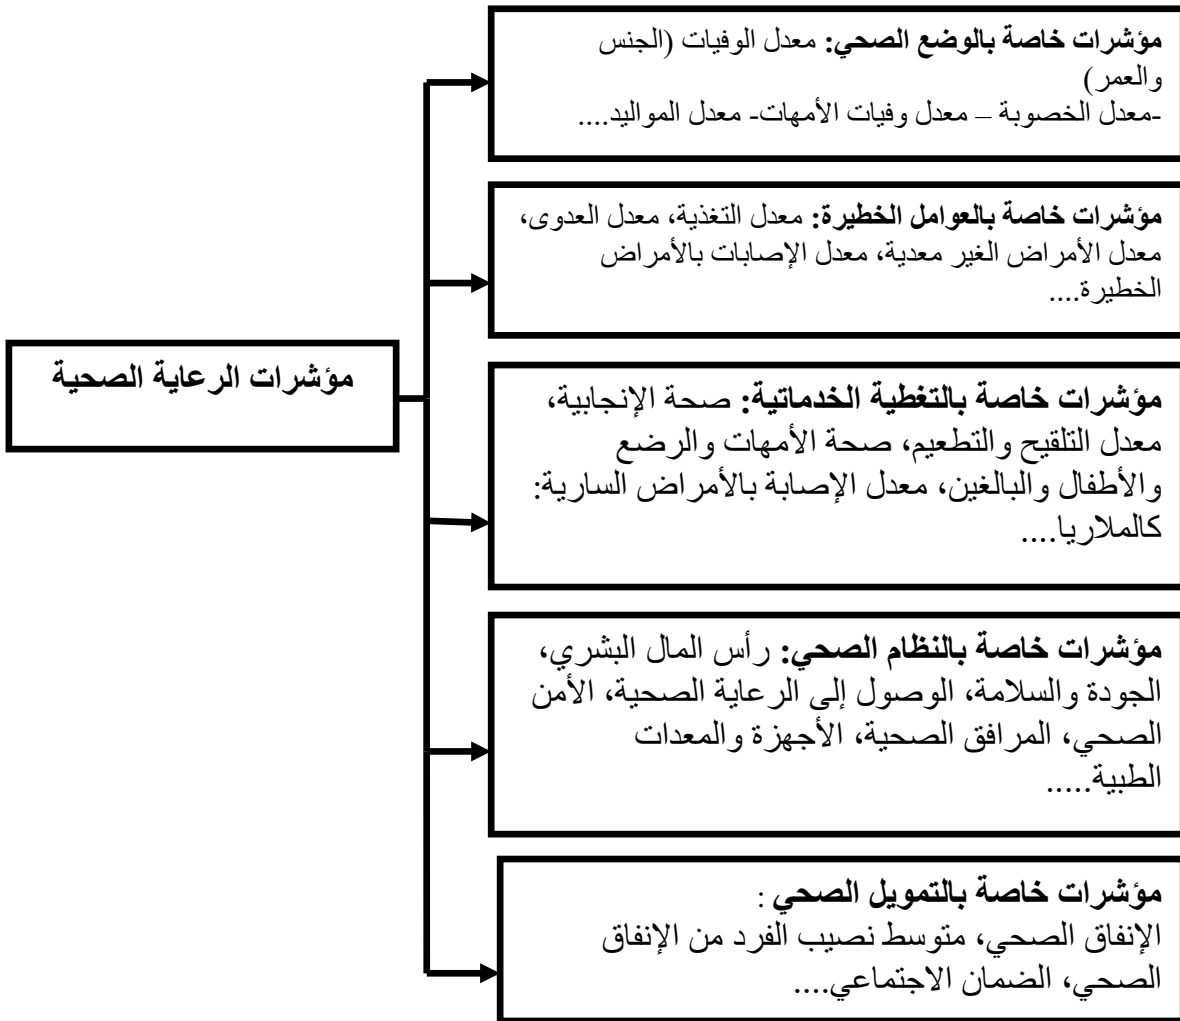 مؤشرات خاصة بالوضع الصحي: معدل الوفيات (الجنس
والعمر)
-معدل الخصوبة – معدل وفيات الأمهات- معدل المواليد....
مؤشرات خاصة بالعوامل الخطيرة: معدل التغذية، معدل العدوى،
معدل الأمراض الغير معدية، معدل الإصابات بالأمراض
الخطيرة....
مؤشرات الرعاية الصحية
مؤشرات خاصة بالتغطية الخدماتية: صحة الإنجابية،
معدل التلقيح والتطعيم، صحة الأمهات والرضع
والأطفال والبالغين، معدل الإصابة بالأمراض السارية:
كالملاريا....
مؤشرات خاصة بالنظام الصحي: رأس المال البشري،
الجودة والسلامة، الوصول إلى الرعاية الصحية، الأمن
الصحي، المرافق الصحية، الأجهزة والمعدات
الطبية.....
مؤشرات خاصة بالتمويل الصحي :
الإنفاق الصحي، متوسط نصيب الفرد من الإنفاق
الصحي، الضمان الاجتماعي....